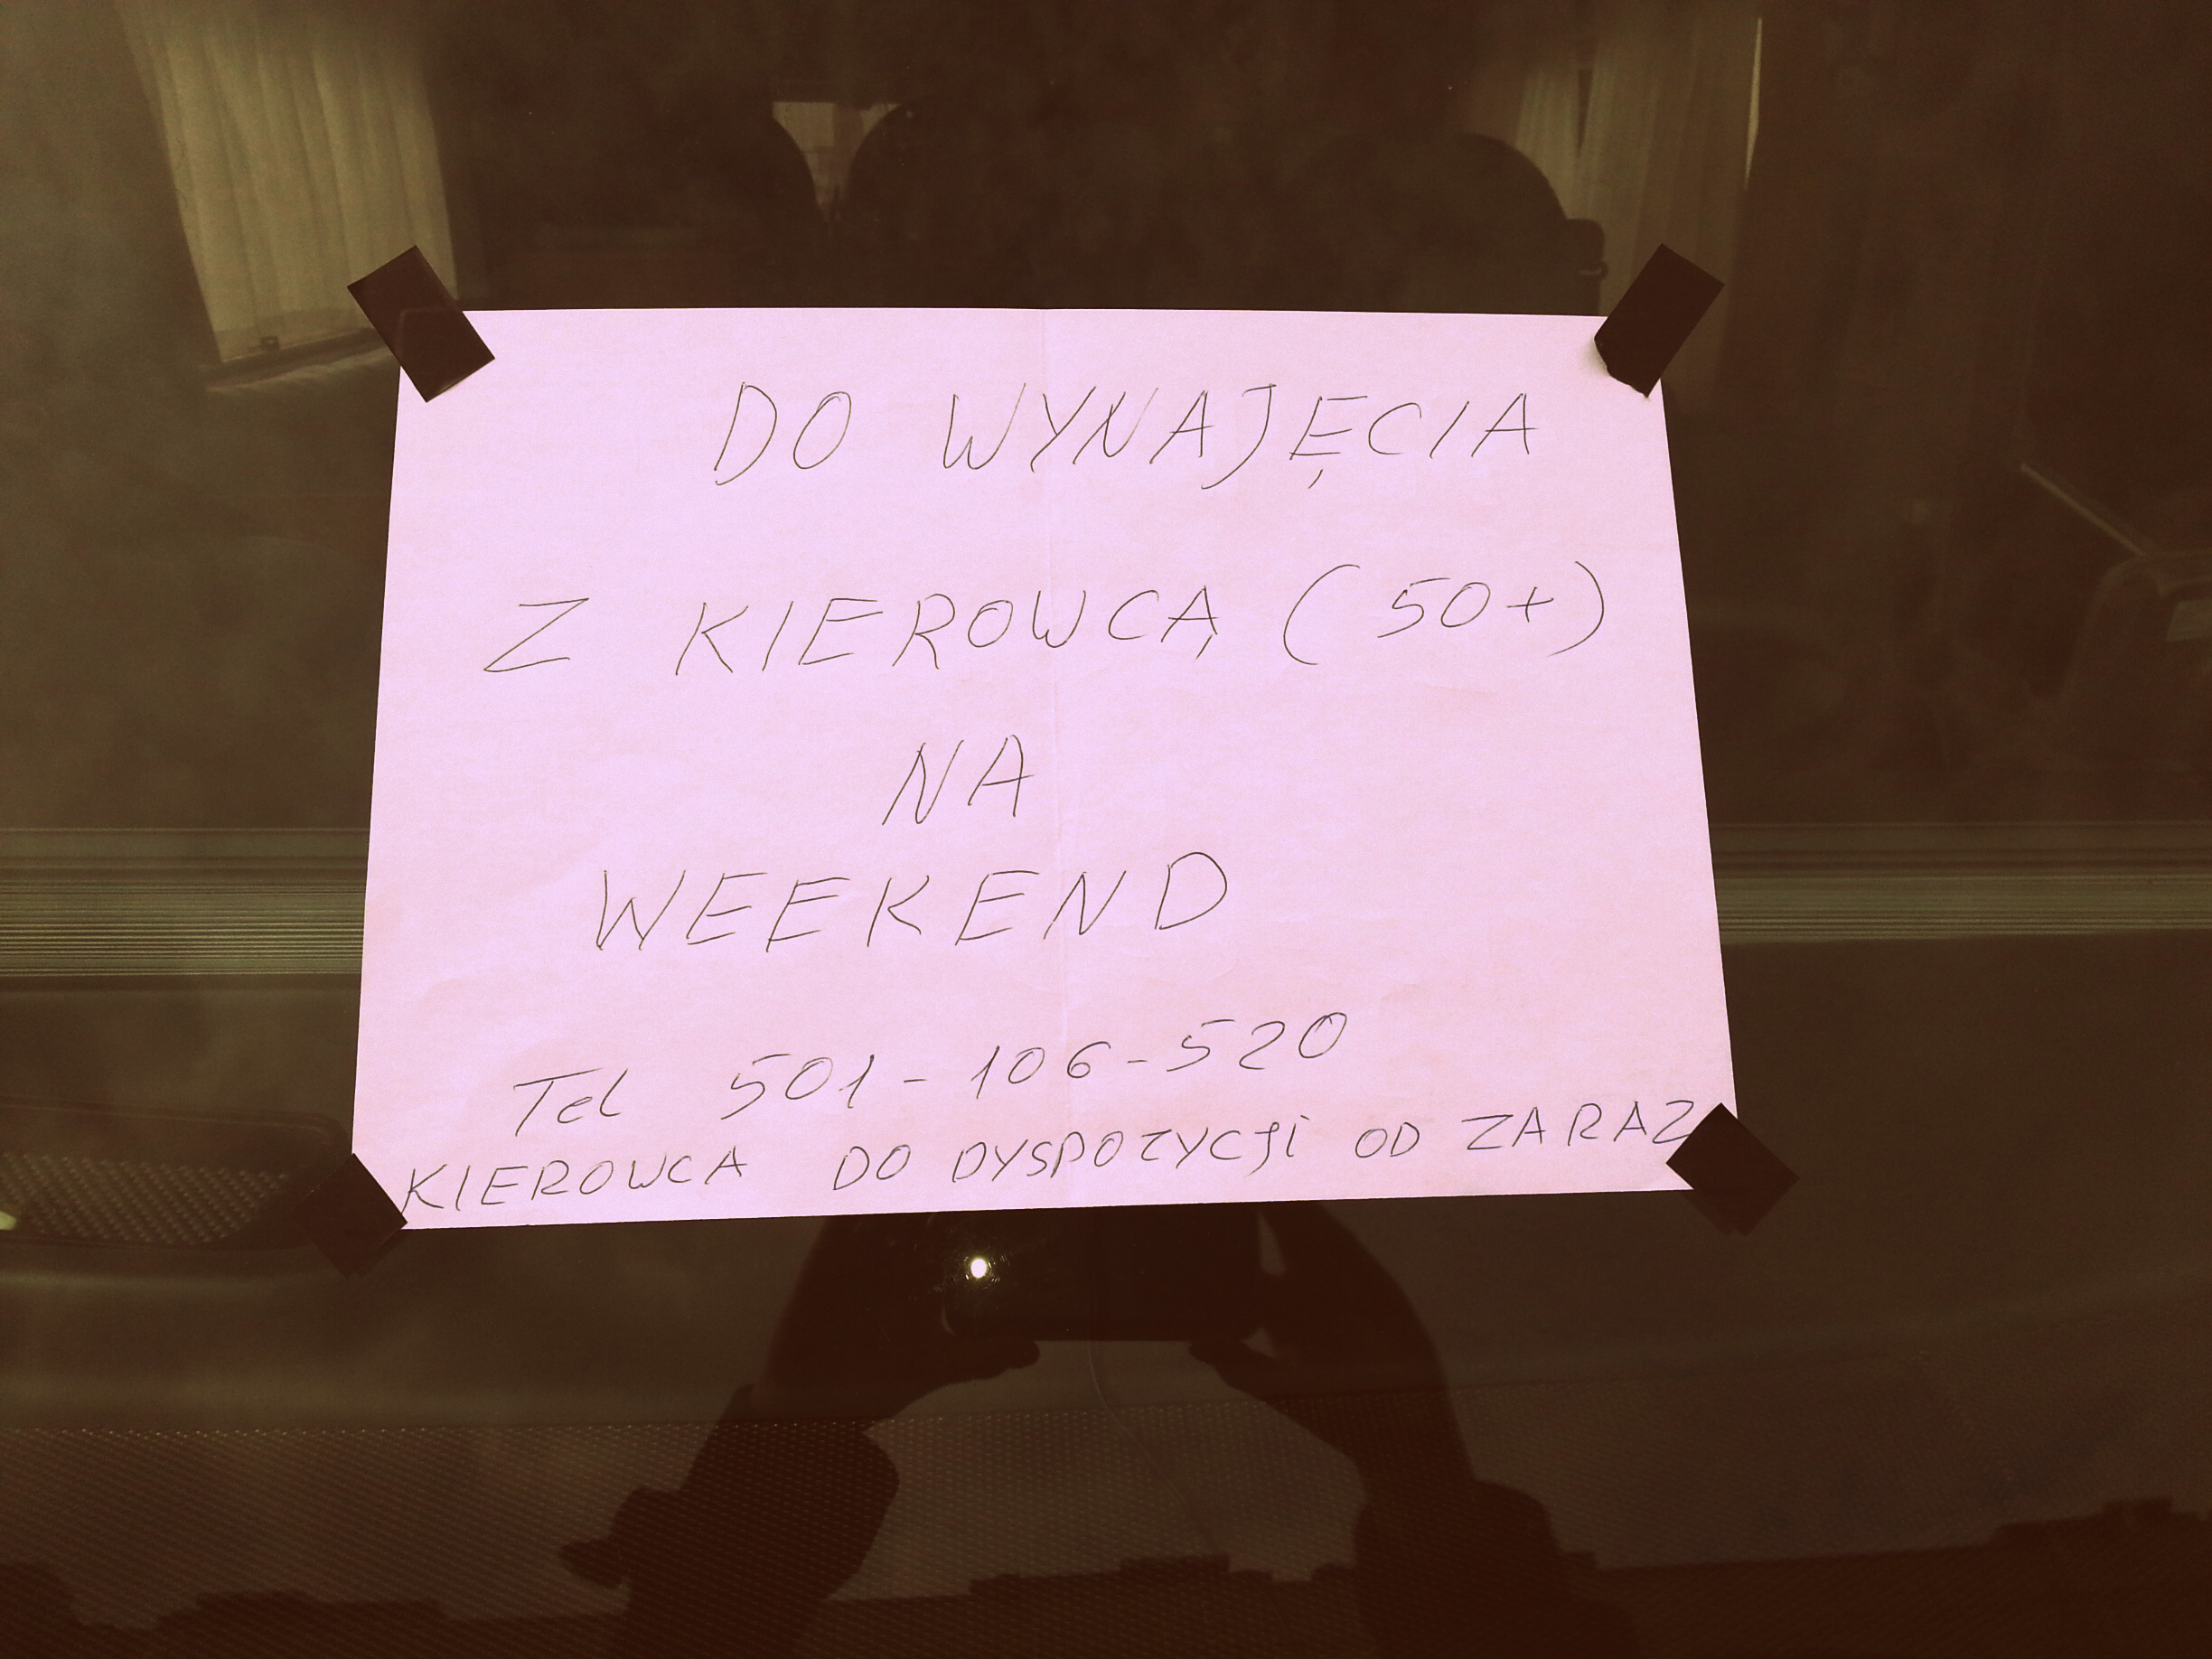 DO WYNAJĘCIA
Z KIEROWCĄ (50+)
NA
WEEKEND
Tel 501-106-520
KIEROWCA DO DYSPOZYCJi OD ZARAZ